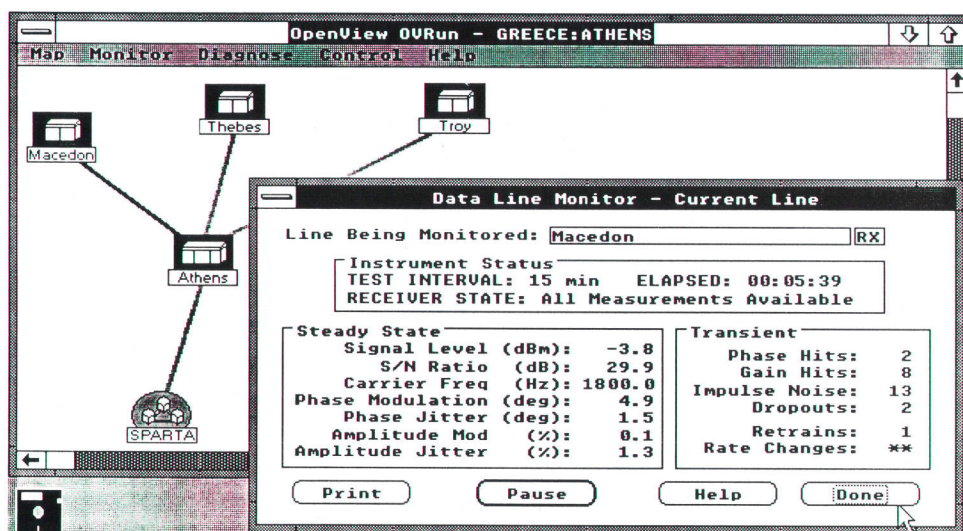 OpenView OVRun - GREECE:ATHENS
Map Monitor Diagnose Control Help
Thebes
Troy
Macedon
Athens
SPARTA
Data Line Monitor - Current Line
Line Being Monitored: Macedon RX
Instrument Status
TEST INTERVAL: 15 min ELAPSED: 00:05:39
RECEIVER STATE: All Measurements Available
Steady State
Signal Level (dBm): -3.8
S/N Ratio (dB): 29.9
Carrier Freq (Hz): 1800.0
Phase Modulation (deg): 4.9
Phase Jitter (deg): 1.5
Amplitude Mod (%): 0.1
Amplitude Jitter (%): 1.3
Transient
Phase Hits: 2
Gain Hits: 8
Impulse Noise: 13
Dropouts: 2
Retrains: 1
Rate Changes: **
Print Pause Help Done